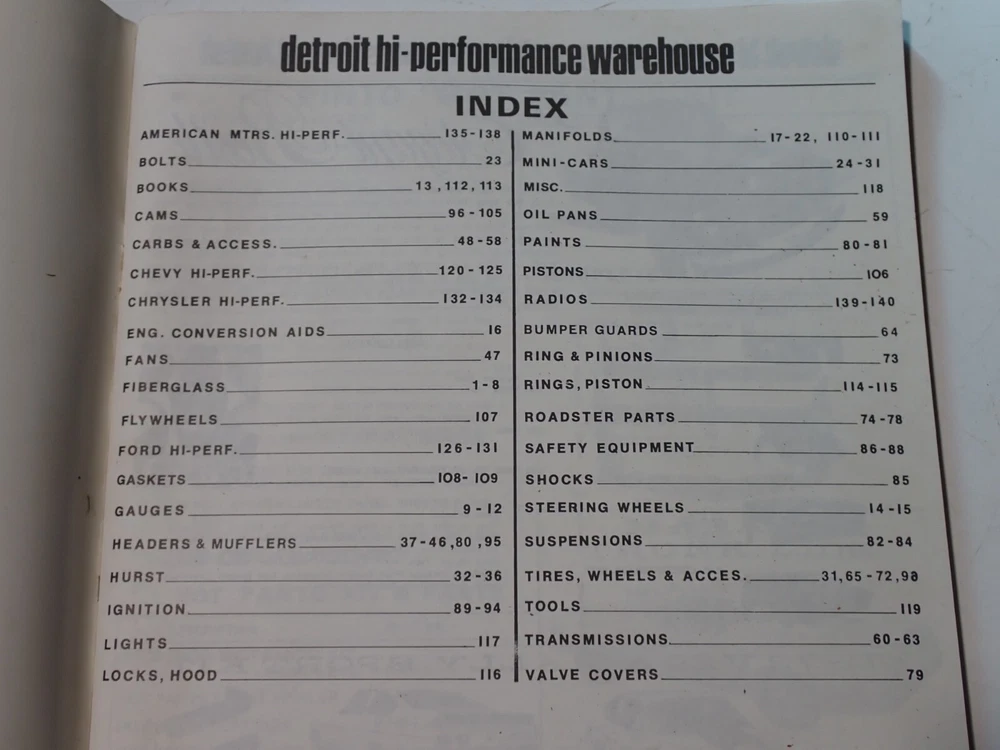 detroit hi-performance warehouse
INDEX
AMERICAN MTRS. HI-PERF. 135-138
BOLTS 23
BOOKS 13, 112, 113
CAMS 96-105
CARBS & ACCESS. 48-58
CHEVY HI-PERF. 120-125
CHRYSLER HI-PERF. 132-134
ENG. CONVERSION AIDS 16
FANS 47
FIBERGLASS 1-8
FLYWHEELS 107
FORD HI-PERF. 126-131
GASKETS 108-109
GAUGES 9-12
HEADERS & MUFFLERS 37-46, 80, 95
HURST 32-36
IGNITION 89-94
LIGHTS 117
LOCKS, HOOD 116
MANIFOLDS 17-22, 110-111
MINI-CARS 24-31
MISC. 118
OIL PANS 59
PAINTS 80-81
PISTONS 106
RADIOS 139-140
BUMPER GUARDS 64
RING & PINIONS 73
RINGS, PISTON 114-115
ROADSTER PARTS 74-78
SAFETY EQUIPMENT 86-88
SHOCKS 85
STEERING WHEELS 14-15
SUSPENSIONS 82-84
TIRES, WHEELS & ACCES. 31, 65-72,
TOOLS 119
TRANSMISSIONS 60-63
VALVE COVERS 79